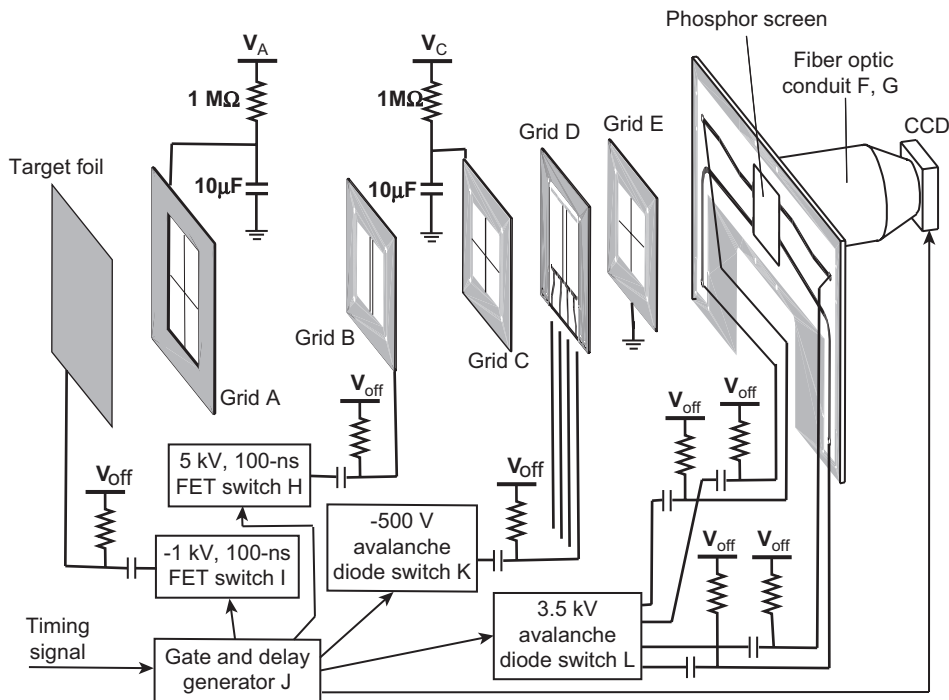 Phosphor screen
Fiber optic
conduit F, G
CCD
V_A
1 MΩ
10μF
V_C
1MΩ
10μF
Grid D
Grid E
Target foil
Grid A
Grid B
Grid C
V_off
V_off
V_off
V_off
5 kV, 100-ns
FET switch H
V_off
-500 V
avalanche
diode switch K
-1 kV, 100-ns
FET switch I
V_off
V_off
3.5 kV
avalanche
diode switch L
Timing
signal
Gate and delay
generator J